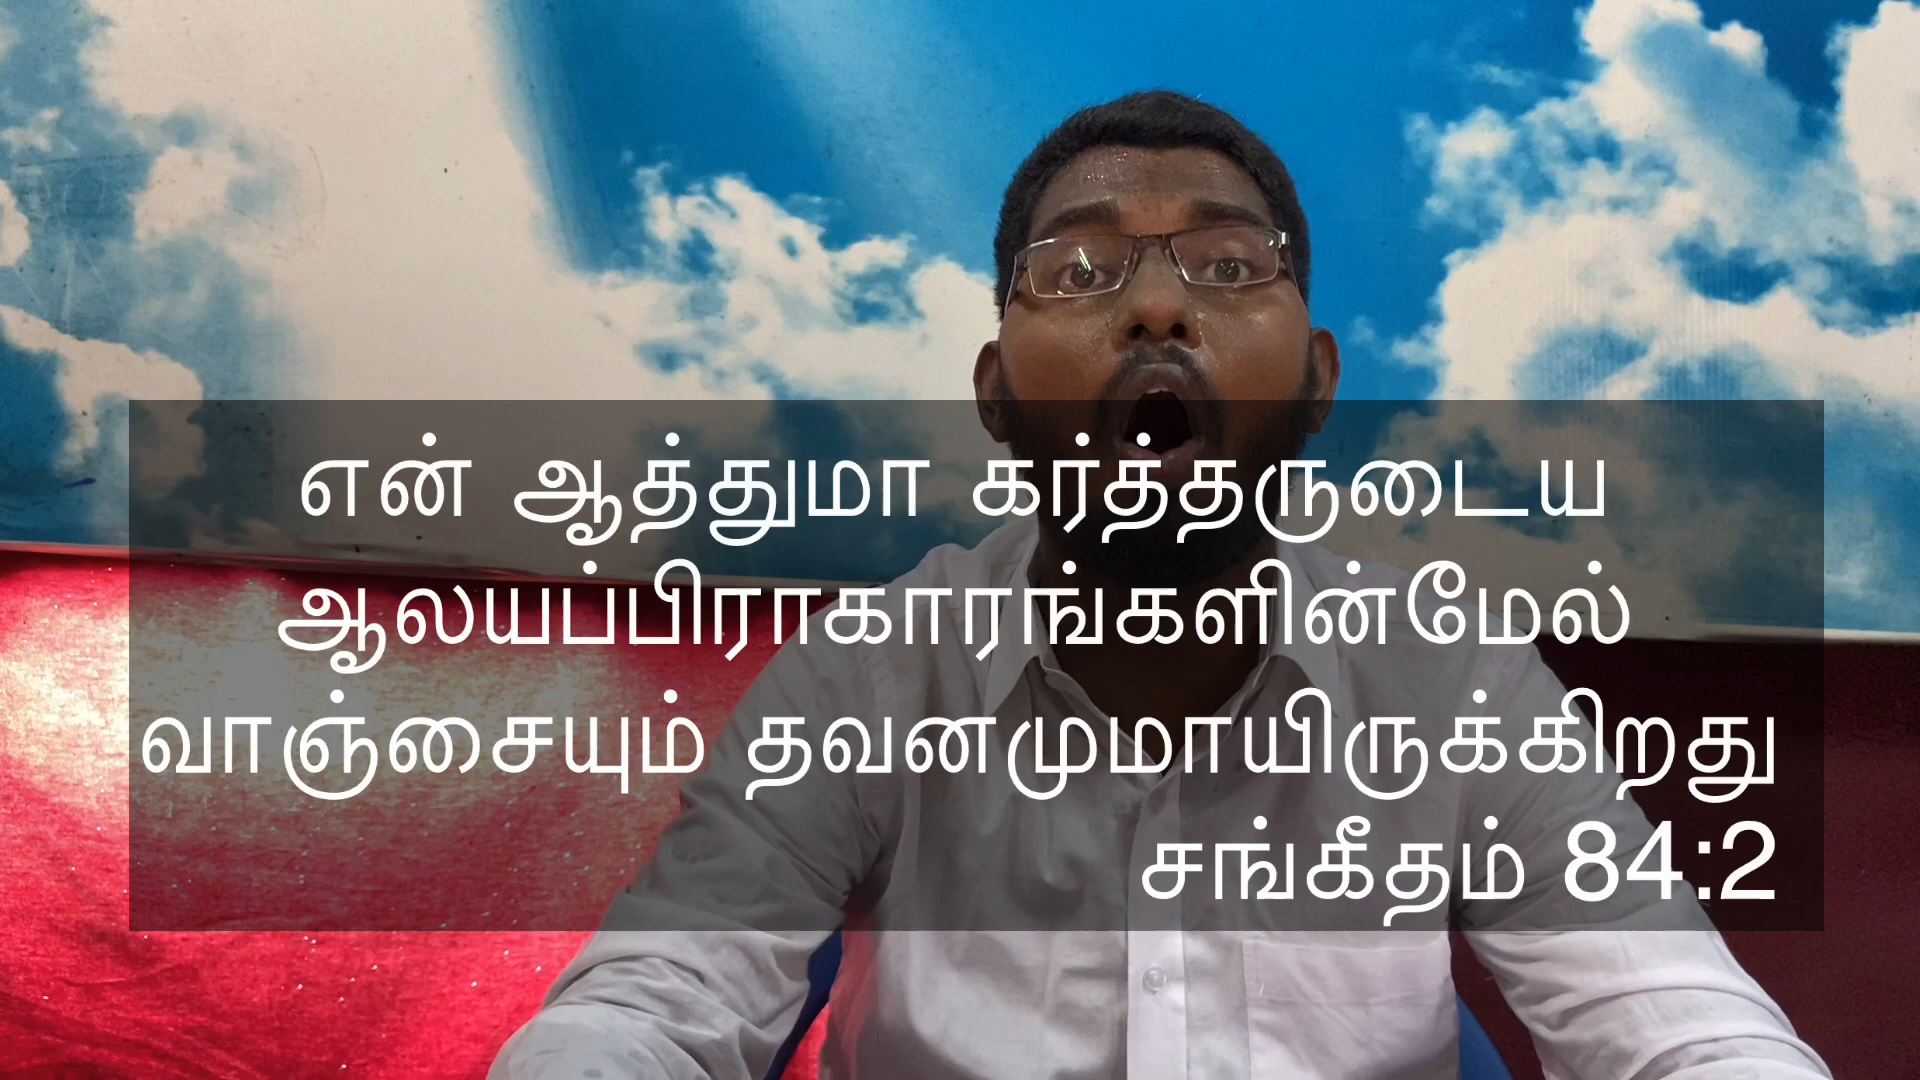 என் ஆத்துமா கர்த்தருடைய
ஆலயப்பிராகாரங்களின்மேல்
வாஞ்சையும் தவனமுமாயிருக்கிறது
சங்கீதம் 84:2